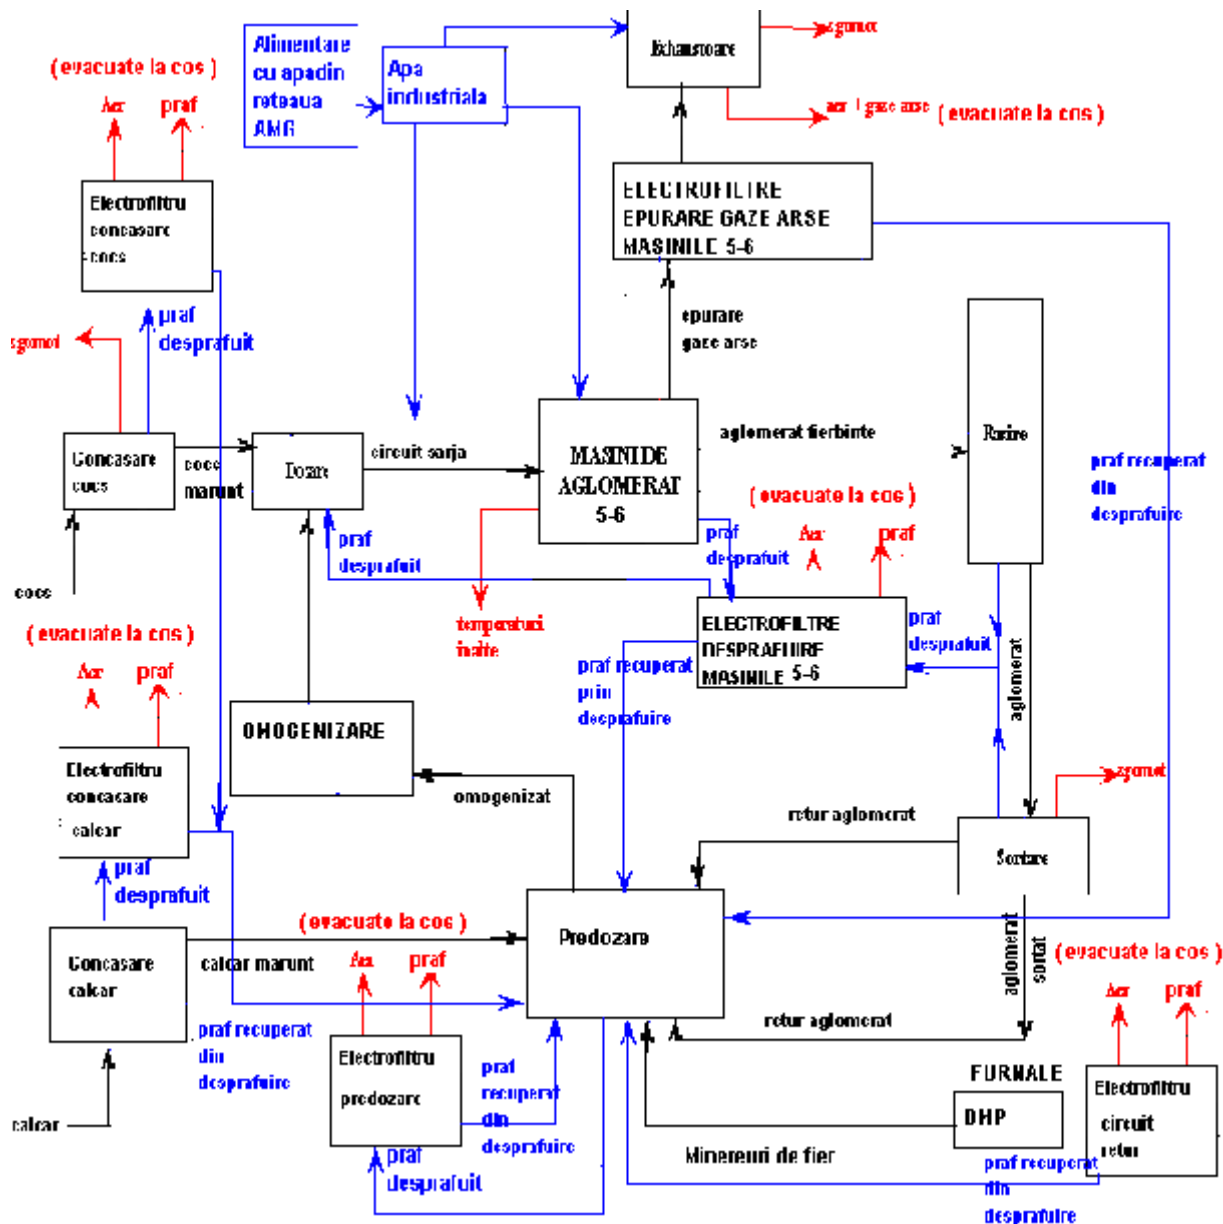 Alimentare
cu apadin
reteaua
AMG
Apa
industriala
Exhaustoare
zgomot
aer + gaze arse
( evacuate la cos )
( evacuate la cos )
Aer
praf
Electrofiltru
concasare
cocs
ELECTROFILTRE
EPURARE GAZE ARSE
MASINILE 5-6
praf
desprafuit
zgomot
epurare
gaze arse
Concasare
cocs
cocs
marunt
Dozare
circuit sarja
MASINI DE
AGLOMERAT
5-6
aglomerat fierbinte
Racire
praf recuperat
din
desprafuire
( evacuate la cos )
Aer
praf
praf
desprafuit
praf
desprafuit
cocs
temperaturi
inalte
ELECTROFILTRE
DESPRAFUIRE
MASINILE 5-6
praf
desprafuit
( evacuate la cos )
Aer
praf
praf recuperat
prin
desprafuire
aglomerat
OMOGENIZARE
Electrofiltru
concasare
calcar
omogenizat
zgomot
retur aglomerat
Sortare
praf
desprafuit
( evacuate la cos )
Predozare
Concasare
calcar
calcar marunt
Aer
praf
aglomerat
sortat
( evacuate la cos )
Aer
praf
praf recuperat
din
desprafuire
retur aglomerat
Electrofiltru
predozare
praf
recuperat
din
desprafuire
FURNALE
DMP
Electrofiltru
circuit
retur
calcar
praf
desprafuit
Minereuri de fier
praf recuperat
din
desprafuire